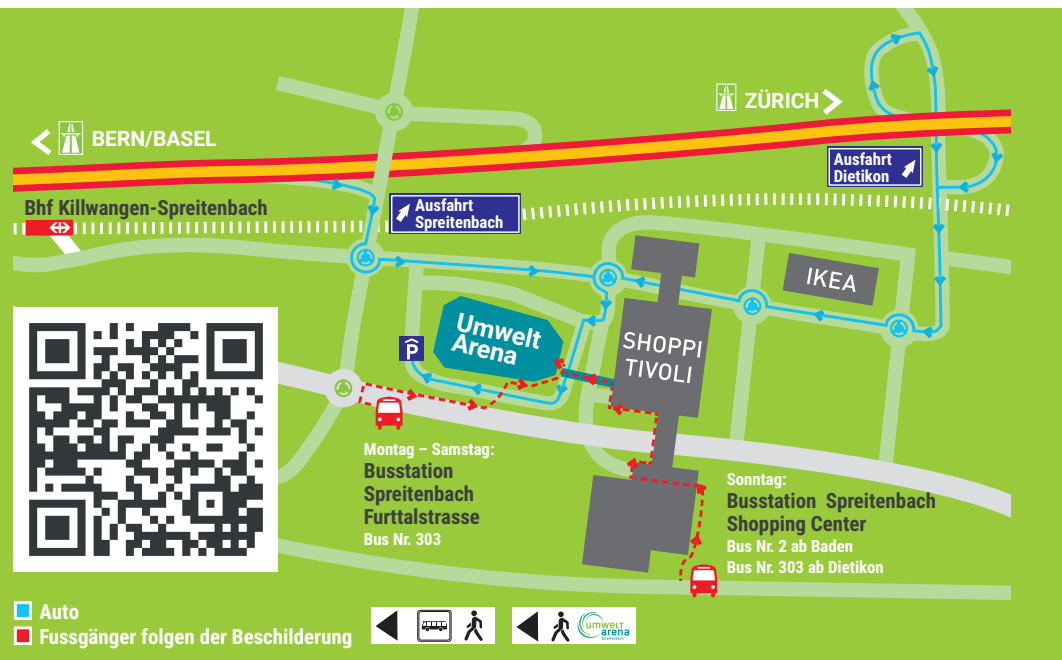 ZÜRICH
BERN/BASEL
Ausfahrt
Dietikon
Bhf Killwangen-Spreitenbach
Ausfahrt
Spreitenbach
IKEA
Umwelt
Arena
SHOPPI
TIVOLI
P
Montag – Samstag:
Busstation
Spreitenbach
Furttalstrasse
Bus Nr. 303
Sonntag:
Busstation Spreitenbach
Shopping Center
Bus Nr. 2 ab Baden
Bus Nr. 303 ab Dietikon
Auto
Fussgänger folgen der Beschilderung
umwelt
arena
Spreitenbach